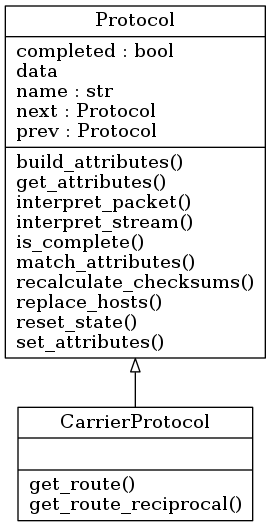 Protocol
completed : bool
data
name : str
next : Protocol
prev : Protocol
build_attributes()
get_attributes()
interpret_packet()
interpret_stream()
is_complete()
match_attributes()
recalculate_checksums()
replace_hosts()
reset_state()
set_attributes()
CarrierProtocol
get_route()
get_route_reciprocal()